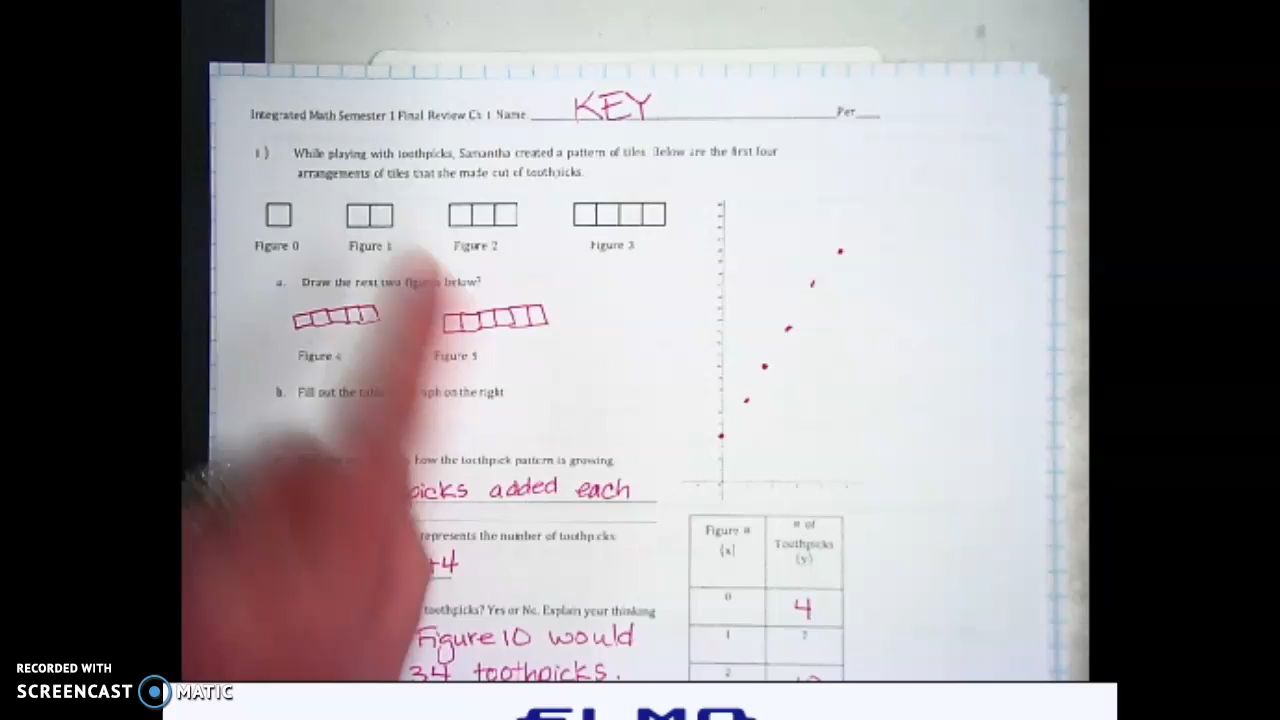 Integrated Math Semester 1 Final Review Ch 1 Name KEY Per
1.) While playing with toothpicks, Samantha created a pattern of tiles. Below are the first four
arrangements of tiles that she made out of toothpicks.
Figure 0 Figure 1 Figure 2 Figure 3
a. Draw the next two figures below?
Figure 4 Figure 5
b. Fill out the on the right
how the toothpick pattern is growing
picks added each
represents the number of toothpicks
+4
toothpicks? Yes or No. Explain your thinking
Figure 10 would
34 toothpicks.
Figure # (x) # of Toothpicks (y)
0 4
1 7
2
RECORDED WITH
SCREENCAST MATIC
ELMO